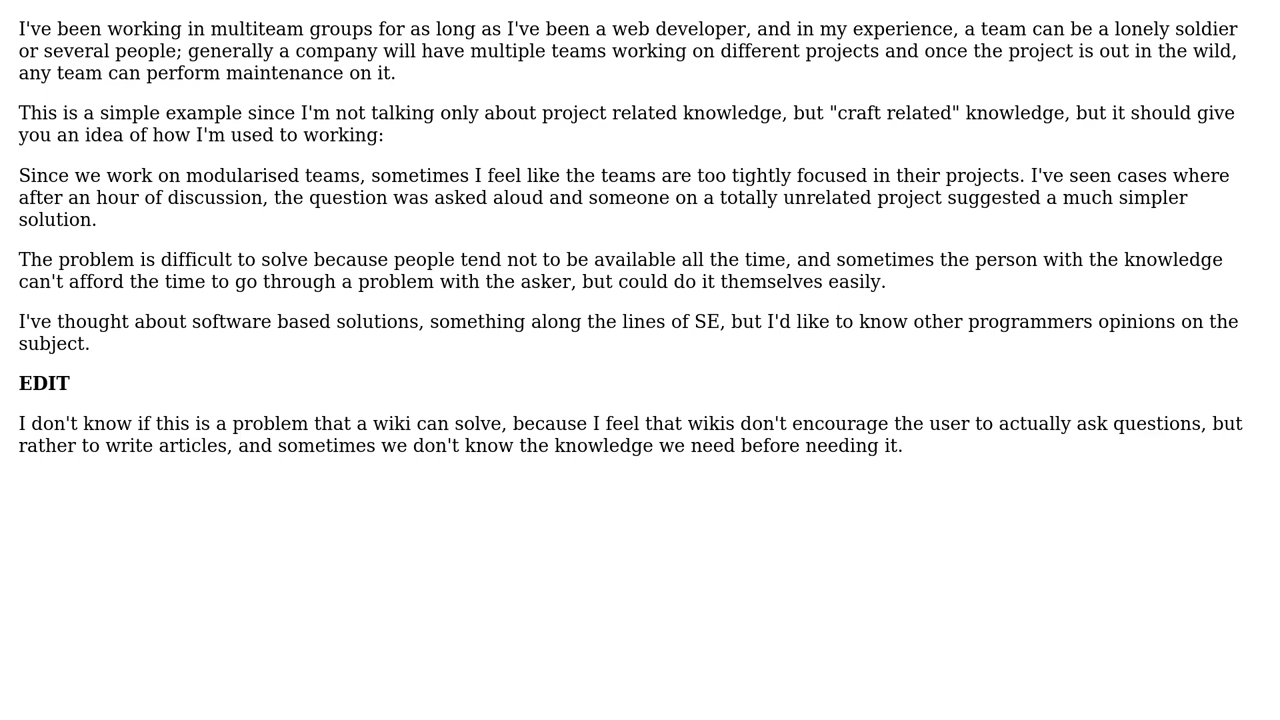 I've been working in multiteam groups for as long as I've been a web developer, and in my experience, a team can be a lonely soldier
or several people; generally a company will have multiple teams working on different projects and once the project is out in the wild,
any team can perform maintenance on it.
This is a simple example since I'm not talking only about project related knowledge, but "craft related" knowledge, but it should give
you an idea of how I'm used to working:
Since we work on modularised teams, sometimes I feel like the teams are too tightly focused in their projects. I've seen cases where
after an hour of discussion, the question was asked aloud and someone on a totally unrelated project suggested a much simpler
solution.
The problem is difficult to solve because people tend not to be available all the time, and sometimes the person with the knowledge
can't afford the time to go through a problem with the asker, but could do it themselves easily.
I've thought about software based solutions, something along the lines of SE, but I'd like to know other programmers opinions on the
subject.
EDIT
I don't know if this is a problem that a wiki can solve, because I feel that wikis don't encourage the user to actually ask questions, but
rather to write articles, and sometimes we don't know the knowledge we need before needing it.